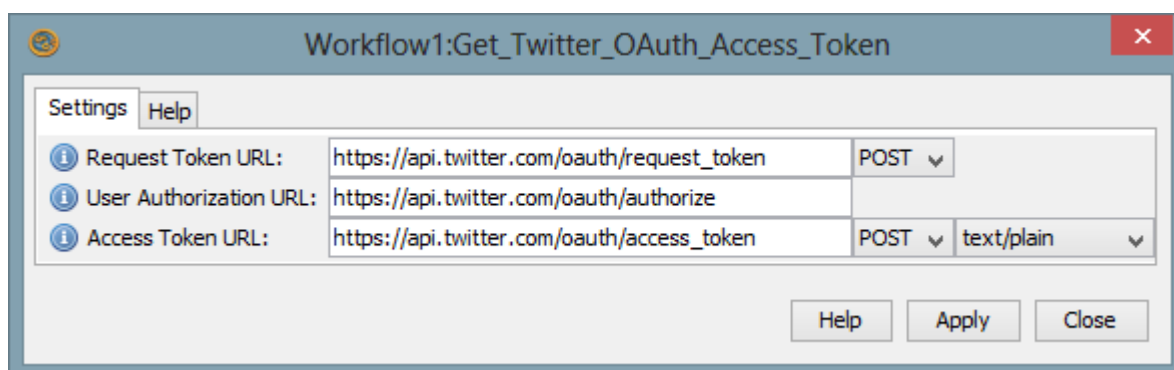 Workflow1:Get_Twitter_OAuth_Access_Token
Settings Help
Request Token URL: https://api.twitter.com/oauth/request_token POST
User Authorization URL: https://api.twitter.com/oauth/authorize
Access Token URL: https://api.twitter.com/oauth/access_token POST text/plain
Help Apply Close